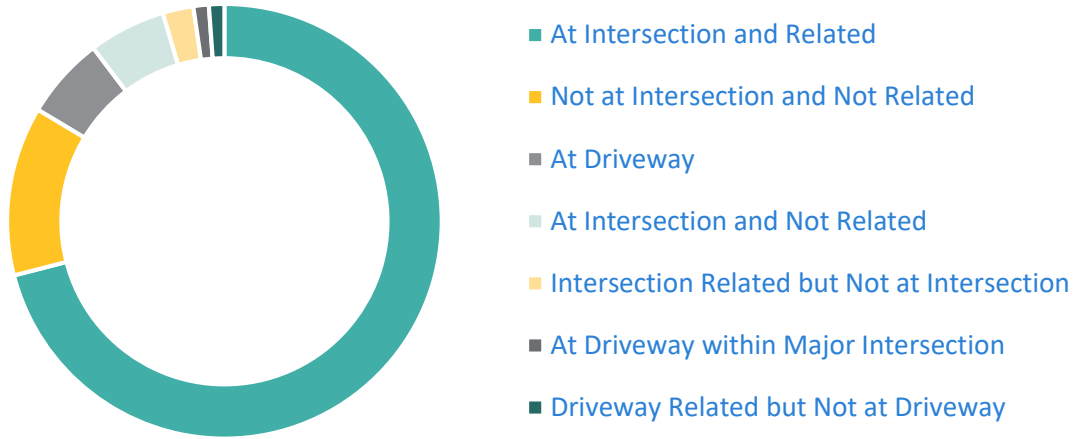 At Intersection and Related
Not at Intersection and Not Related
At Driveway
At Intersection and Not Related
Intersection Related but Not at Intersection
At Driveway within Major Intersection
Driveway Related but Not at Driveway